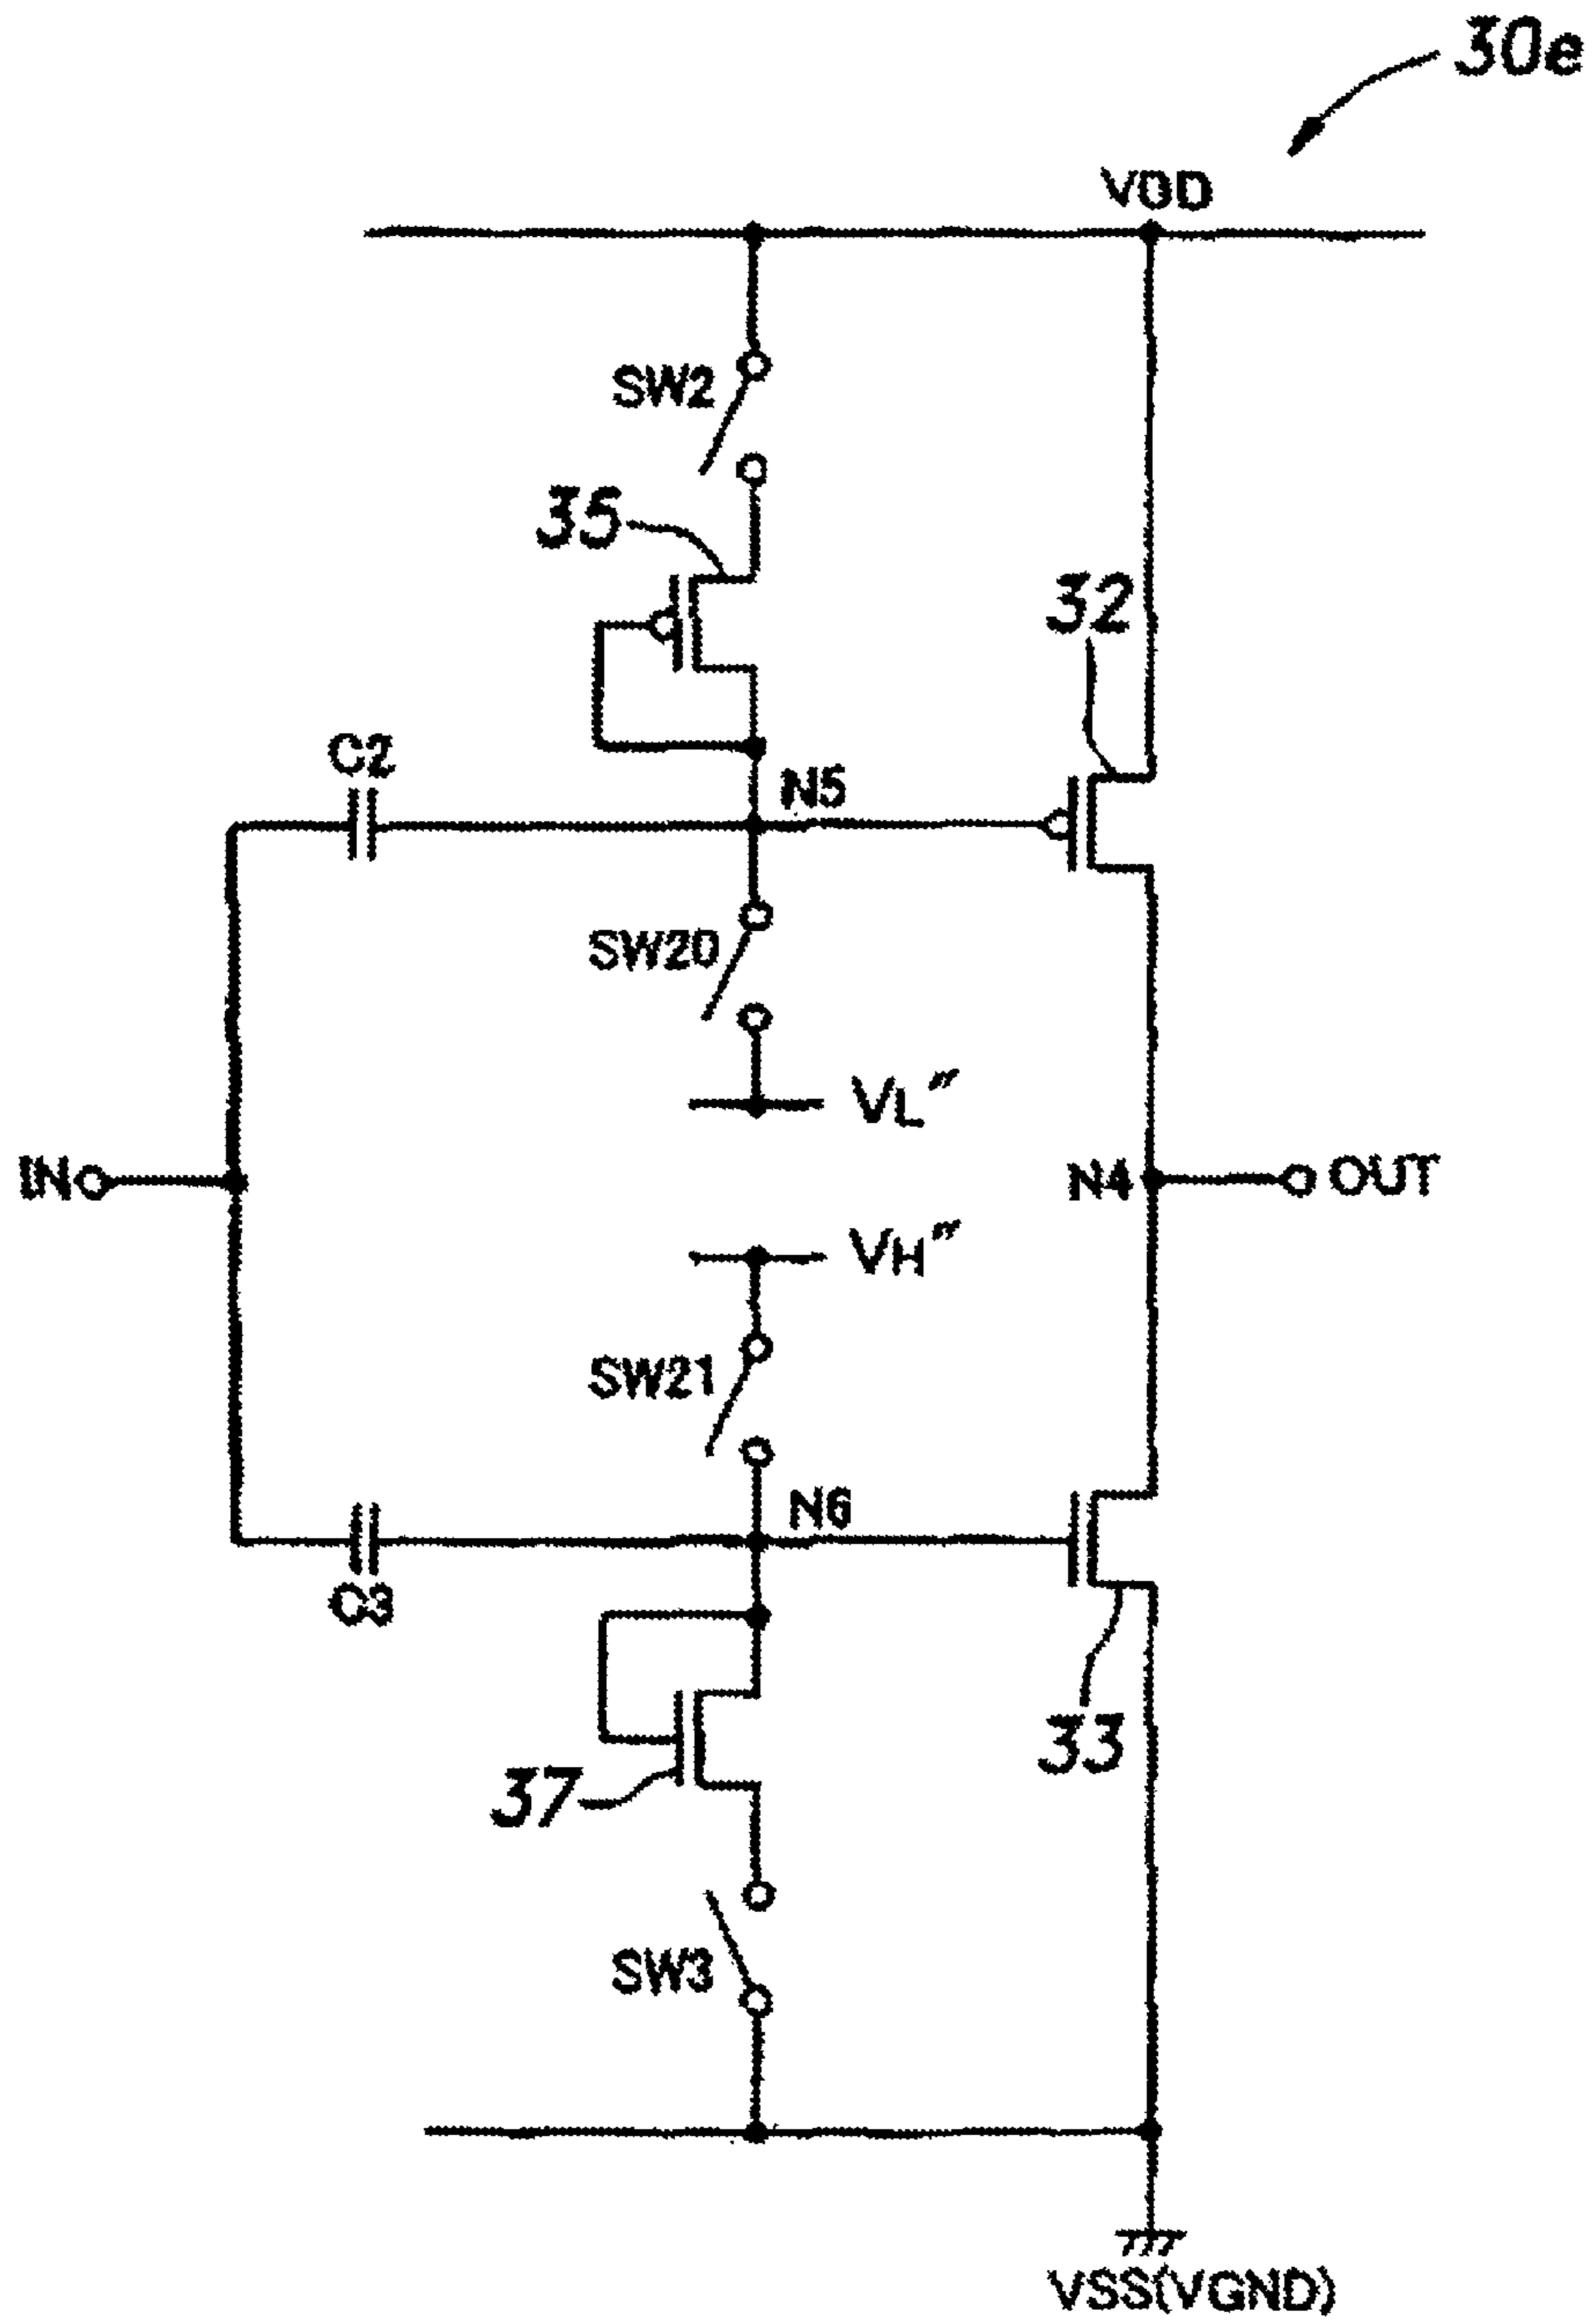 30e
VDD
SW2
35
32
C2
N5
SW20
VL"
IN
N4
OUT
VH"
SW21
N6
C3
33
37
SW3
VSS(VGND)